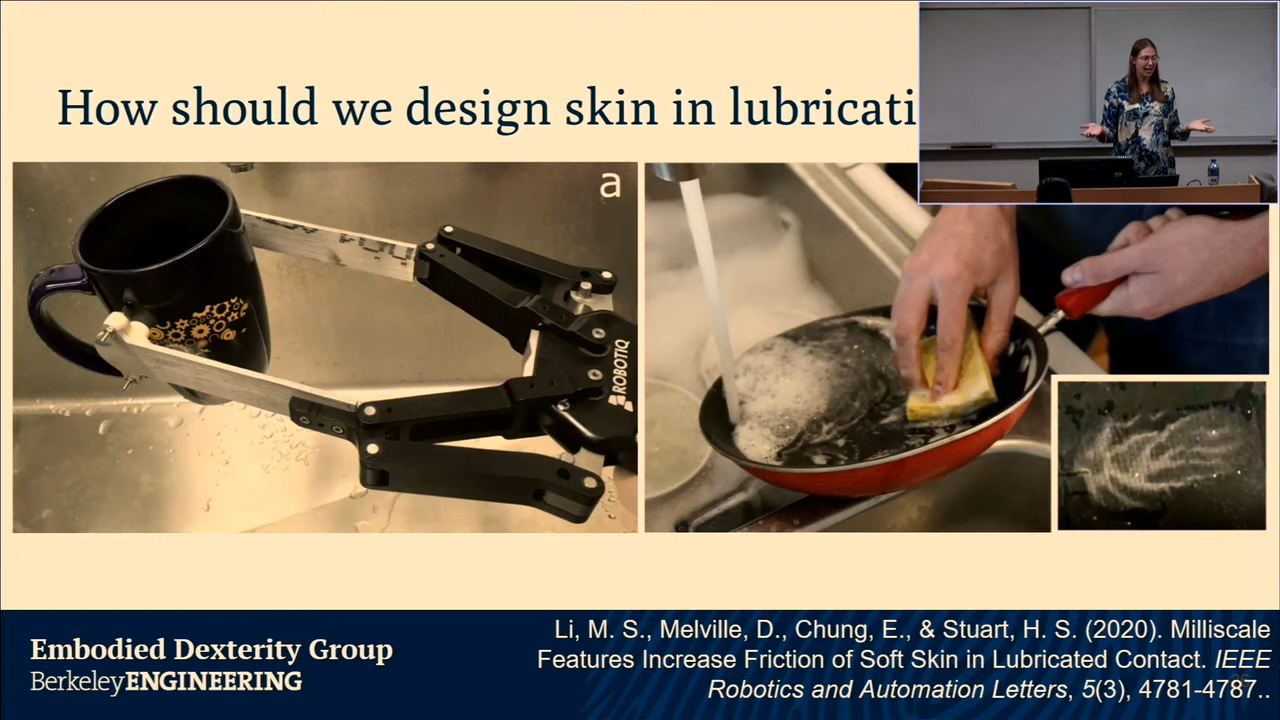 How should we design skin in lubricati
a
ROBOTIQ
Embodied Dexterity Group
BerkeleyENGINEERING
Li, M. S., Melville, D., Chung, E., & Stuart, H. S. (2020). Milliscale
Features Increase Friction of Soft Skin in Lubricated Contact. IEEE
Robotics and Automation Letters, 5(3), 4781-4787..